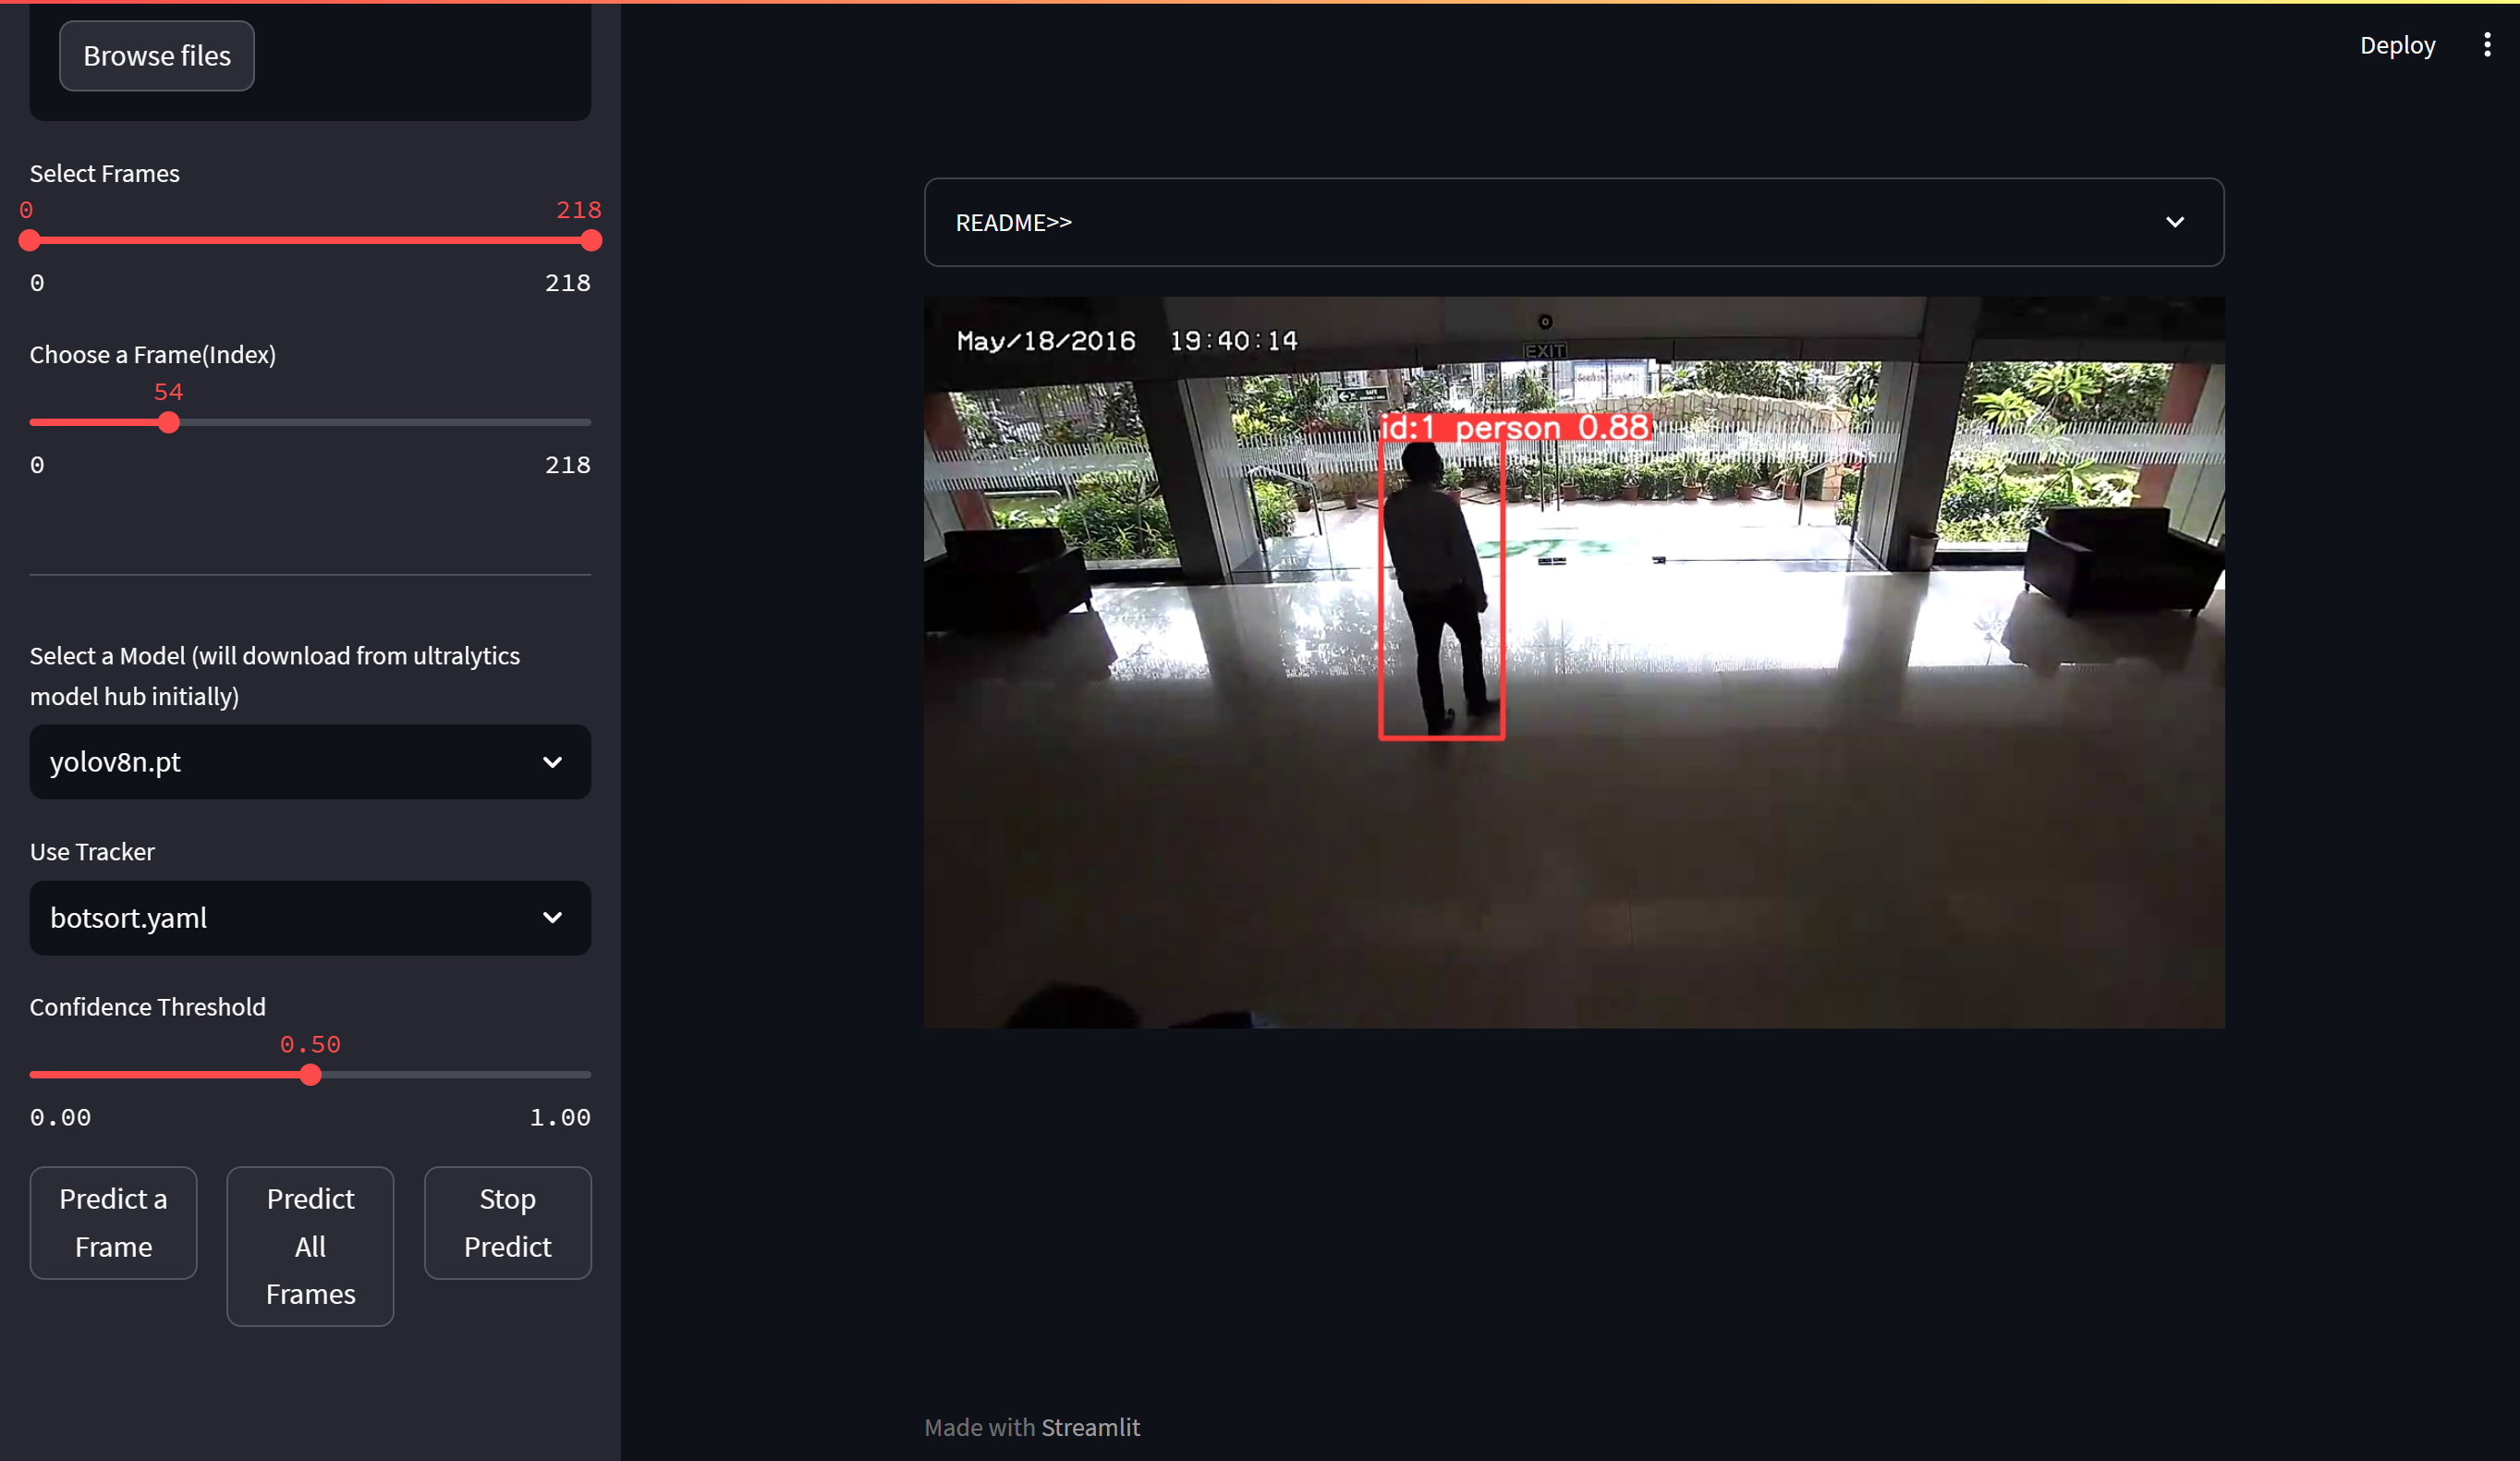 Browse files
Select Frames
0 218
0 218
Choose a Frame(Index)
54
0 218
Select a Model (will download from ultralytics
model hub initially)
yolov8n.pt
Use Tracker
botsort.yaml
Confidence Threshold
0.50
0.00 1.00
Predict a
Frame
Predict
All
Frames
Stop
Predict
Deploy
README>>
May/18/2016 19:40:14
EXIT
id:1 person 0.88
Made with Streamlit